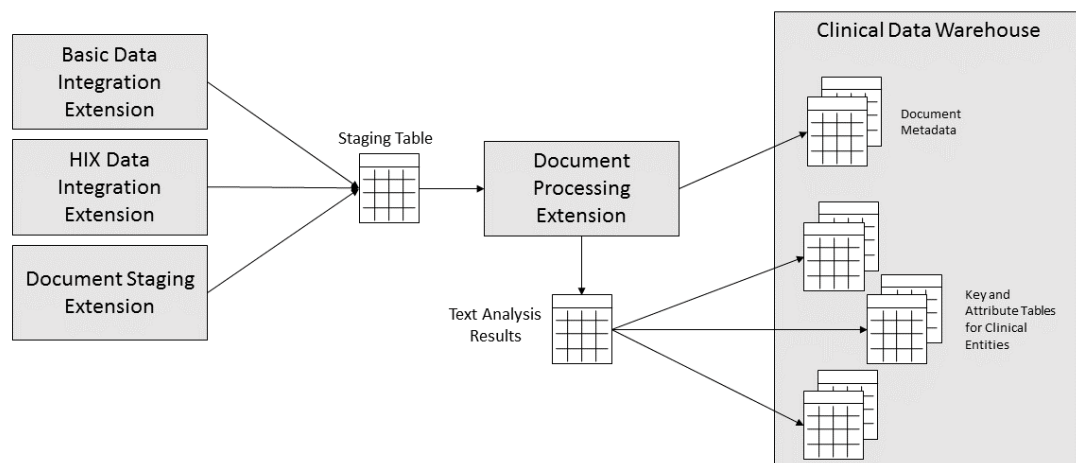 Basic Data
Integration
Extension
HIX Data
Integration
Extension
Document Staging
Extension
Staging Table
Document
Processing
Extension
Text Analysis
Results
Clinical Data Warehouse
Document
Metadata
Key and
Attribute Tables
for Clinical
Entities